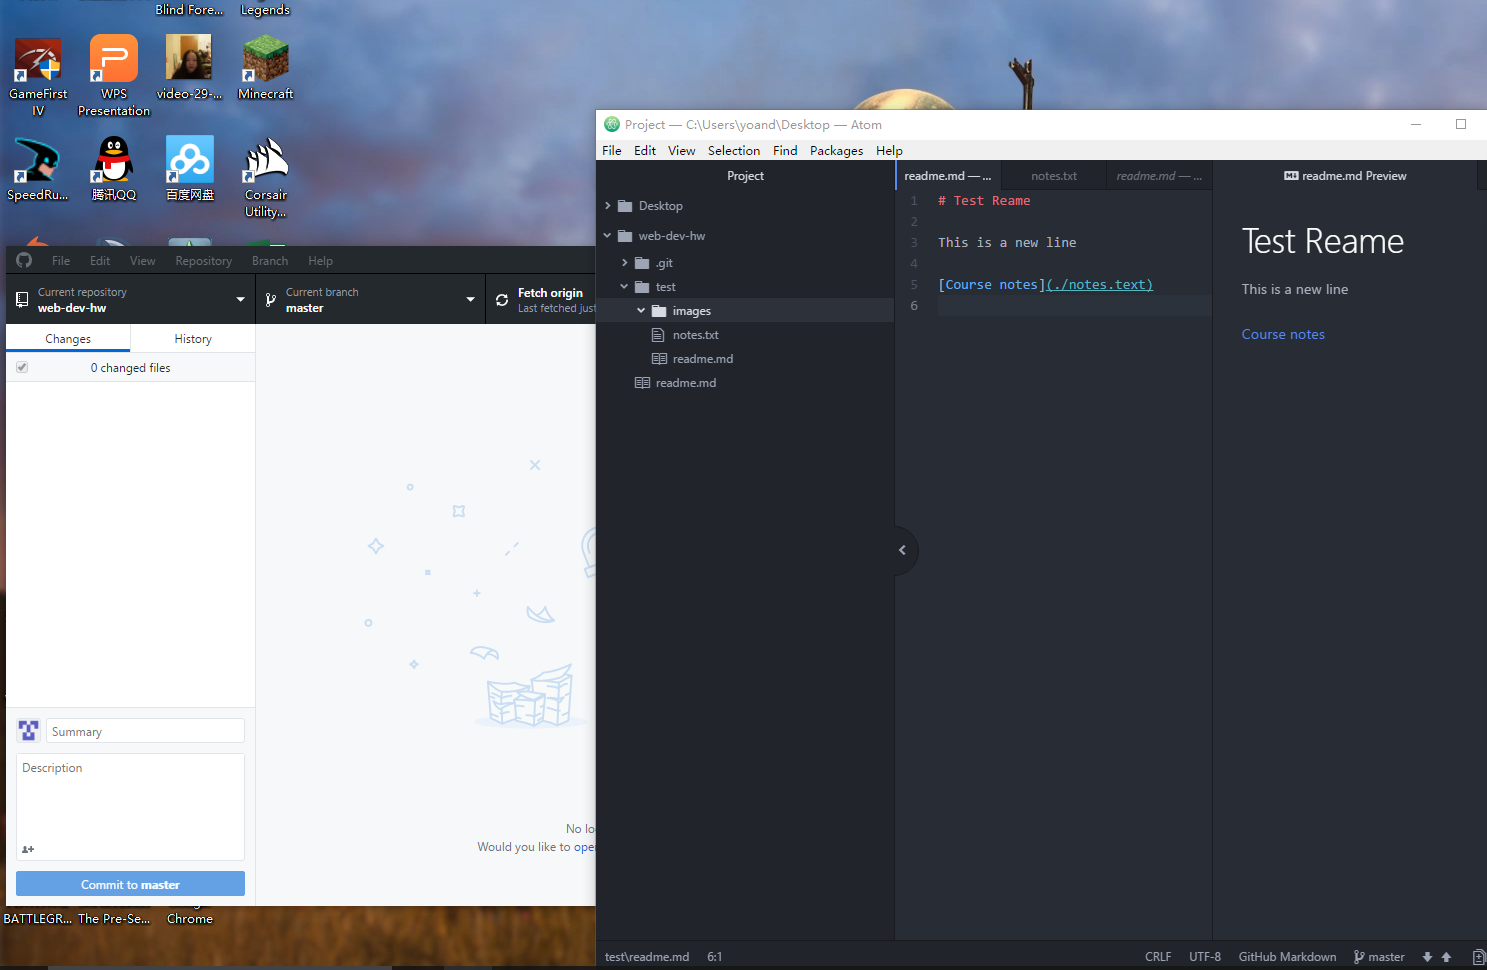 Blind Fore...
Legends
GameFirst IV
WPS Presentation
video-29-...
Minecraft
SpeedRu...
腾讯QQ
百度网盘
Corsair Utility...
File Edit View Repository Branch Help
Current repository
web-dev-hw
Current branch
master
Fetch origin
Last fetched just
Changes
History
0 changed files
Summary
Description
Commit to master
No lo
Would you like to open
BATTLEGR...
The Pre-Se...
Chrome
Project — C:\Users\yoand\Desktop — Atom
File Edit View Selection Find Packages Help
Project
Desktop
web-dev-hw
.git
test
images
notes.txt
readme.md
readme.md
readme.md — ...
notes.txt
readme.md — ...
1 # Test Reame
2
3 This is a new line
4
5 [Course notes](./notes.text)
6
readme.md Preview
Test Reame
This is a new line
Course notes
test\readme.md 6:1
CRLF UTF-8 GitHub Markdown master